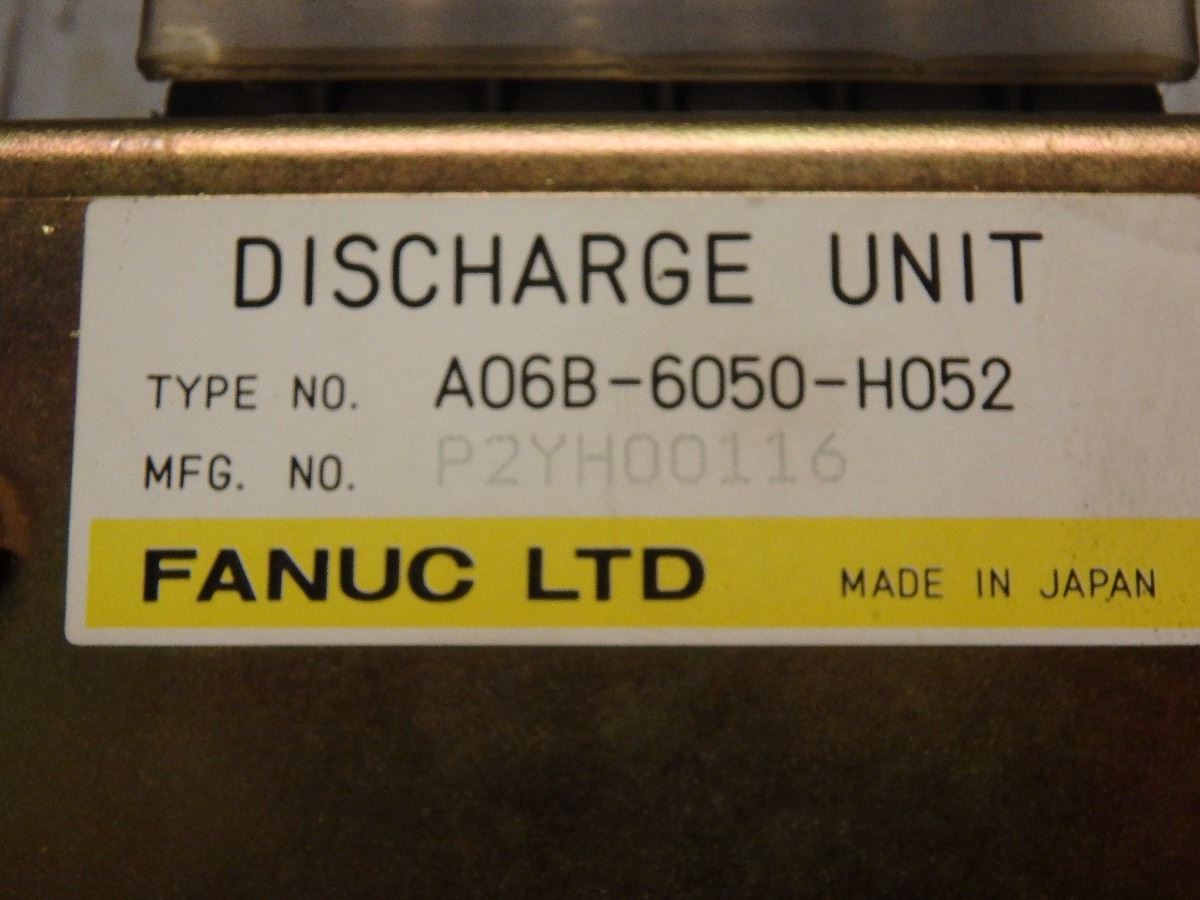 DISCHARGE UNIT
TYPE NO. A06B-6050-H052
MFG. NO. P2YH00116
FANUC LTD MADE IN JAPAN